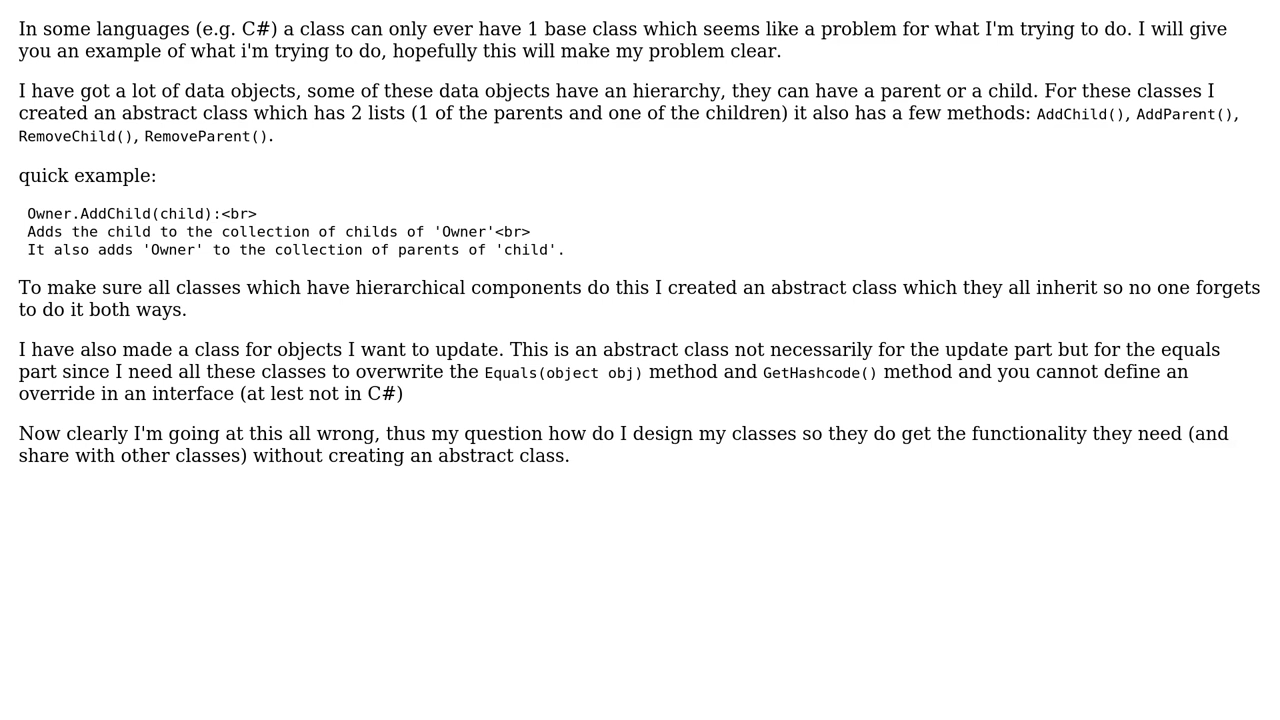 In some languages (e.g. C#) a class can only ever have 1 base class which seems like a problem for what I'm trying to do. I will give
you an example of what i'm trying to do, hopefully this will make my problem clear.
I have got a lot of data objects, some of these data objects have an hierarchy, they can have a parent or a child. For these classes I
created an abstract class which has 2 lists (1 of the parents and one of the children) it also has a few methods: AddChild(), AddParent(),
RemoveChild(), RemoveParent().
quick example:
Owner.AddChild(child):<br>
Adds the child to the collection of childs of 'Owner'<br>
It also adds 'Owner' to the collection of parents of 'child'.
To make sure all classes which have hierarchical components do this I created an abstract class which they all inherit so no one forgets
to do it both ways.
I have also made a class for objects I want to update. This is an abstract class not necessarily for the update part but for the equals
part since I need all these classes to overwrite the Equals(object obj) method and GetHashcode() method and you cannot define an
override in an interface (at lest not in C#)
Now clearly I'm going at this all wrong, thus my question how do I design my classes so they do get the functionality they need (and
share with other classes) without creating an abstract class.